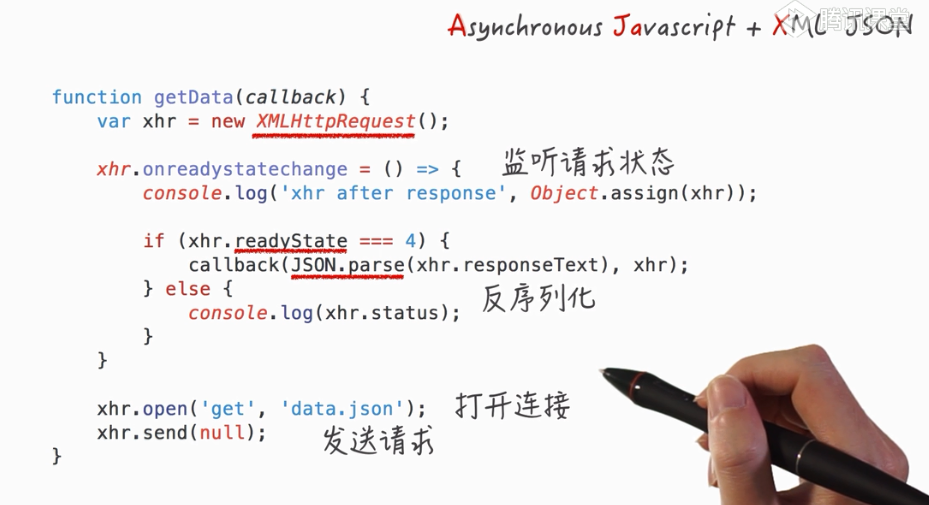 Asynchronous Javascript + XML JSON
腾讯课堂
function getData(callback) {
var xhr = new XMLHttpRequest();
xhr.onreadystatechange = () => {
监听请求状态
console.log('xhr after response', Object.assign(xhr));
if (xhr.readyState === 4) {
callback(JSON.parse(xhr.responseText), xhr);
} else {
反序列化
console.log(xhr.status);
}
}
xhr.open('get', 'data.json');
打开连接
xhr.send(null);
发送请求
}